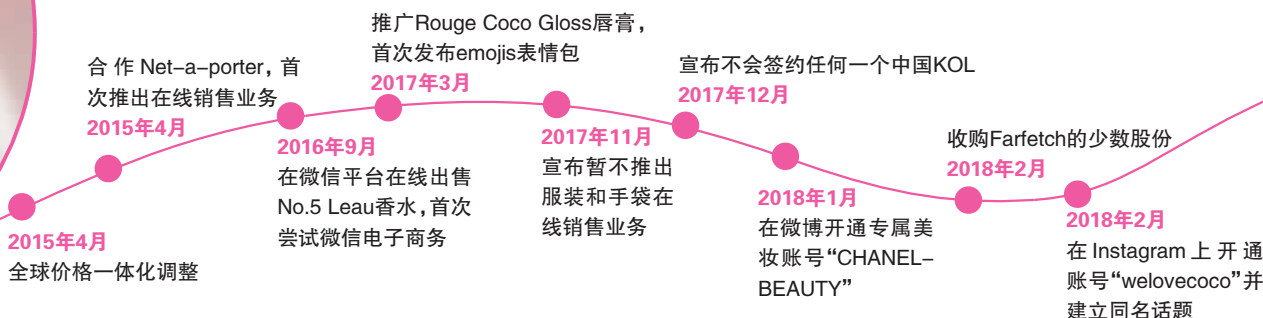 2015年4月
全球价格一体化调整
合 作 Net-a-porter，首
次推出在线销售业务
2015年4月
2016年9月
在微信平台在线出售
No.5 Leau香水，首次
尝试微信电子商务
推广Rouge Coco Gloss唇膏，
首次发布emojis表情包
2017年3月
2017年11月
宣布暂不推出
服装和手袋在
线销售业务
宣布不会签约任何一个中国KOL
2017年12月
2018年1月
在微博开通专属美
妆账号“CHANEL-
BEAUTY”
收购Farfetch的少数股份
2018年2月
2018年2月
在 Instagram 上 开 通
账号“welovecoco”并
建立同名话题